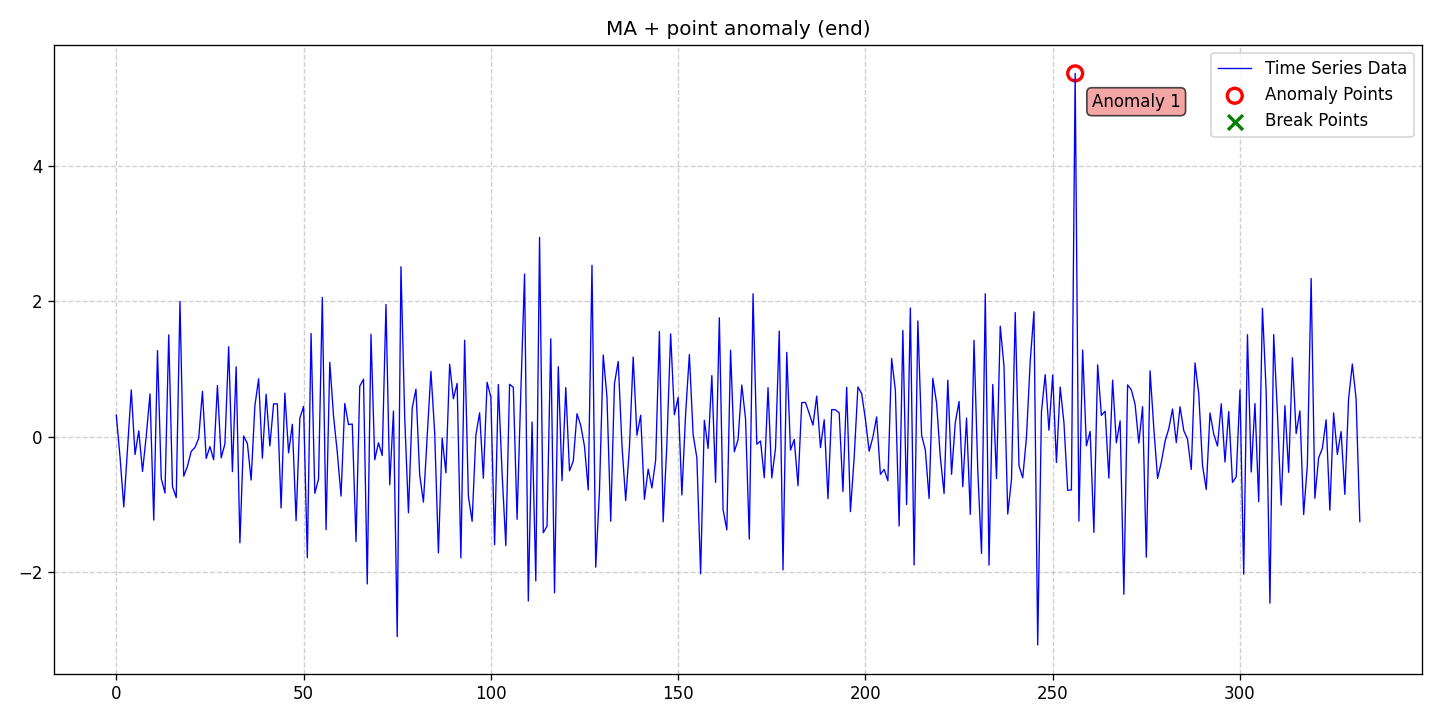 MA + point anomaly (end)
Time Series Data
Anomaly Points
Break Points
Anomaly 1
4
2
0
−2
0 50 100 150 200 250 300